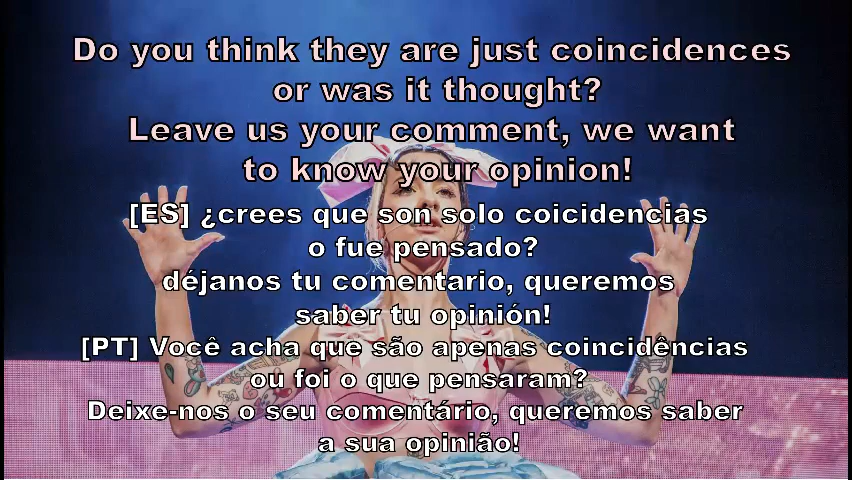 Do you think they are just coincidences
or was it thought?
Leave us your comment, we want
to know your opinion!
[ES] ¿crees que son solo coicidencias
o fue pensado?
déjanos tu comentario, queremos
saber tu opinión!
[PT] Você acha que são apenas coincidências
ou foi o que pensaram?
Deixe-nos o seu comentário, queremos saber
a sua opinião!